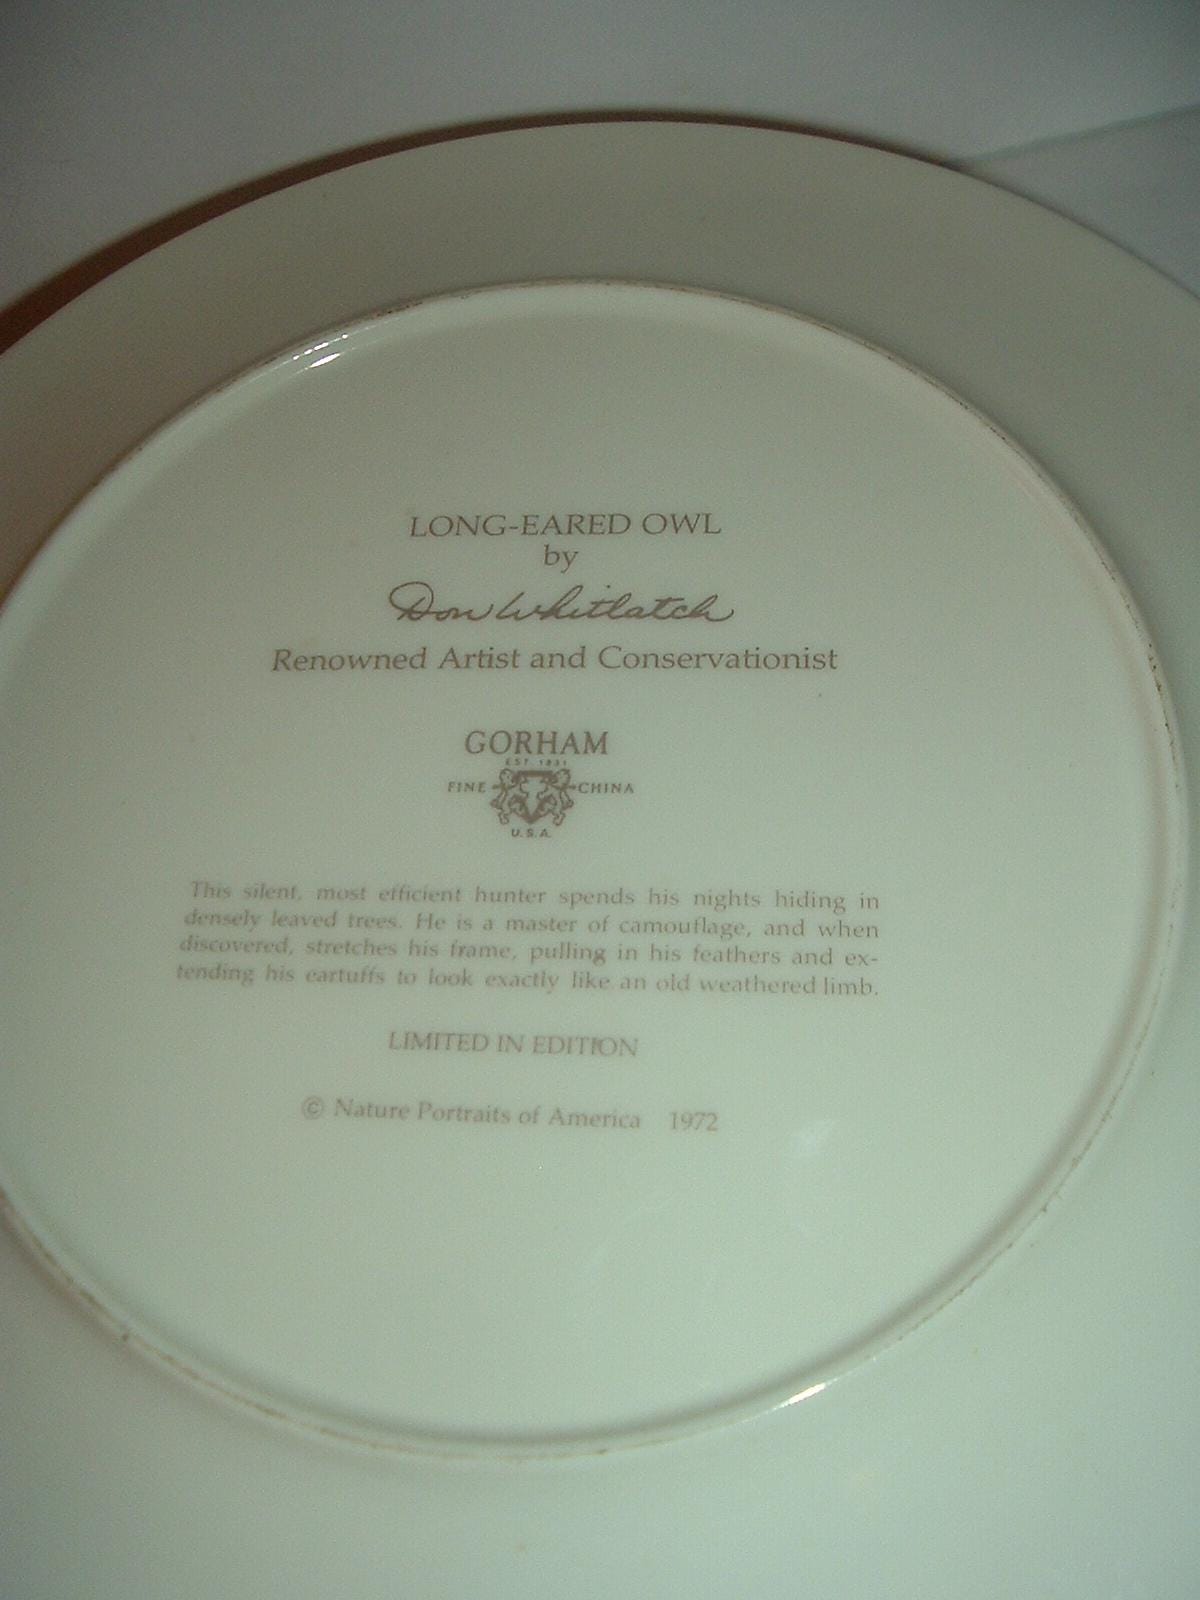 LONG-EARED OWL
by
Don Whitlatch
Renowned Artist and Conservationist
GORHAM
EST. 1831
FINE CHINA
U.S.A.
This silent, most efficient hunter spends his nights hiding in
densely leaved trees. He is a master of camouflage, and when
discovered, stretches his frame, pulling in his feathers and ex-
tending his eartuffs to look exactly like an old weathered limb.
LIMITED IN EDITION
© Nature Portraits of America 1972